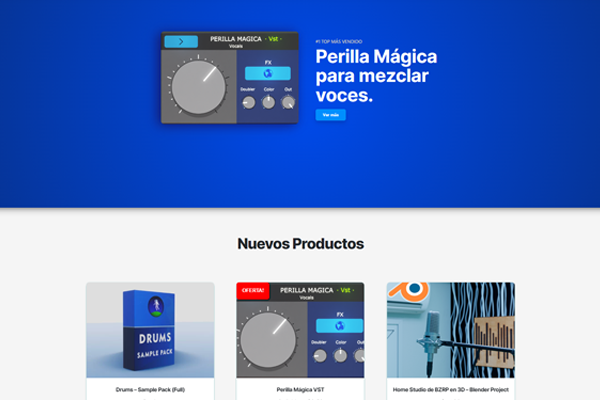 PERILLA MAGICA - Vst -
Vocals
FX
Doubler Color Out
#1 TOP MÁS VENDIDO
Perilla Mágica
para mezclar
voces.
Ver más
Nuevos Productos
DRUMS
SAMPLE PACK
Drums – Sample Pack (Full)
OFERTA!
PERILLA MAGICA - Vst -
Vocals
FX
Doubler Color Out
Perilla Mágica VST
Home Studio de BZRP en 3D – Blender Project